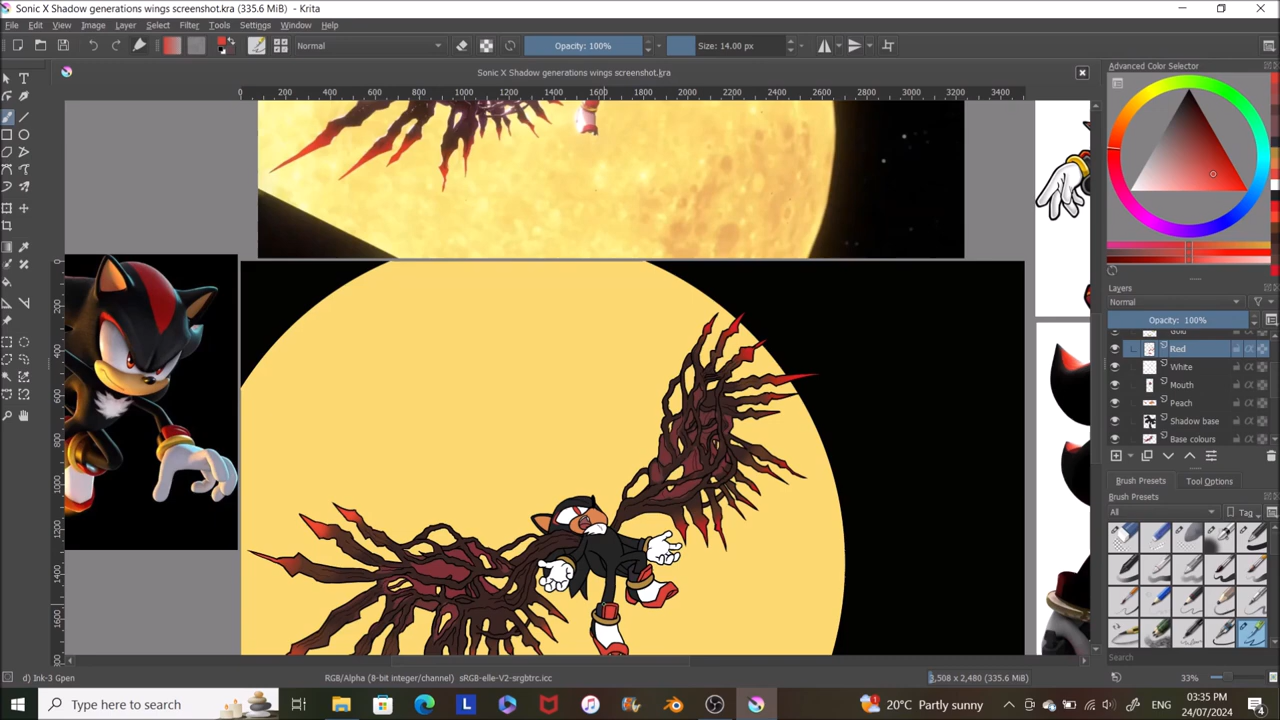 Sonic X Shadow generations wings screenshot.kra (335.6 MiB) - Krita
File Edit View Image Layer Select Filter Tools Settings Window Help
Normal Opacity: 100% Size: 14.00 px
Sonic X Shadow generations wings screenshot.kra
Advanced Color Selector
0 200 400 600 800 1000 1200 1400 1600 1800 2000 2200 2400 2600 2800 3000 3200 3400
Layers
Normal
Opacity: 100%
Gold
Red
White
Mouth
Peach
Shadow base
Base colours
Brush Presets Tool Options
Brush Presets
All Tag
Search
d) Ink-3 Gpen RGB/Alpha (8-bit integer/channel) sRGB-elle-V2-srgbtrc.icc 3,508 x 2,480 (335.6 MiB) 33%
Type here to search L 20°C Partly sunny 03:35 PM
24/07/2024 4